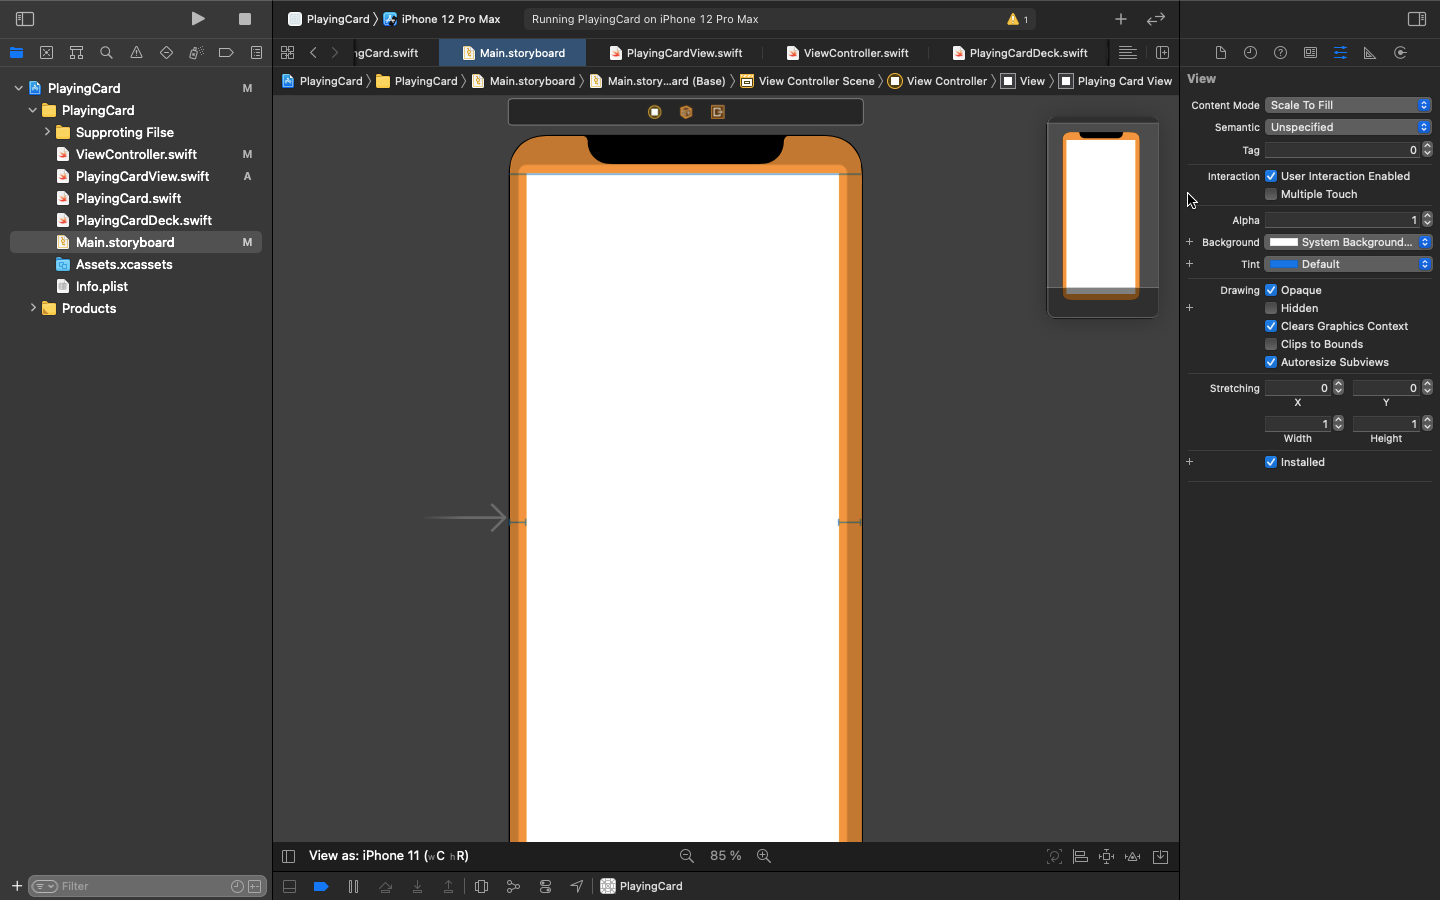 PlayingCard 〉 iPhone 12 Pro Max
Running PlayingCard on iPhone 12 Pro Max
1
ngCard.swift
Main.storyboard
PlayingCardView.swift
ViewController.swift
PlayingCardDeck.swift
PlayingCard 〉 PlayingCard 〉 Main.storyboard 〉 Main.story...ard (Base) 〉 View Controller Scene 〉 View Controller 〉 View 〉 Playing Card View
PlayingCard M
PlayingCard
Supproting Filse
ViewController.swift M
PlayingCardView.swift A
PlayingCard.swift
PlayingCardDeck.swift
Main.storyboard M
Assets.xcassets
Info.plist
Products
Filter
View as: iPhone 11 (wC hR)
85 %
PlayingCard
View
Content Mode Scale To Fill
Semantic Unspecified
Tag 0
Interaction User Interaction Enabled
Multiple Touch
Alpha 1
+ Background System Background...
+ Tint Default
Drawing Opaque
+ Hidden
Clears Graphics Context
Clips to Bounds
Autoresize Subviews
Stretching 0 0
X Y
1 1
Width Height
+ Installed